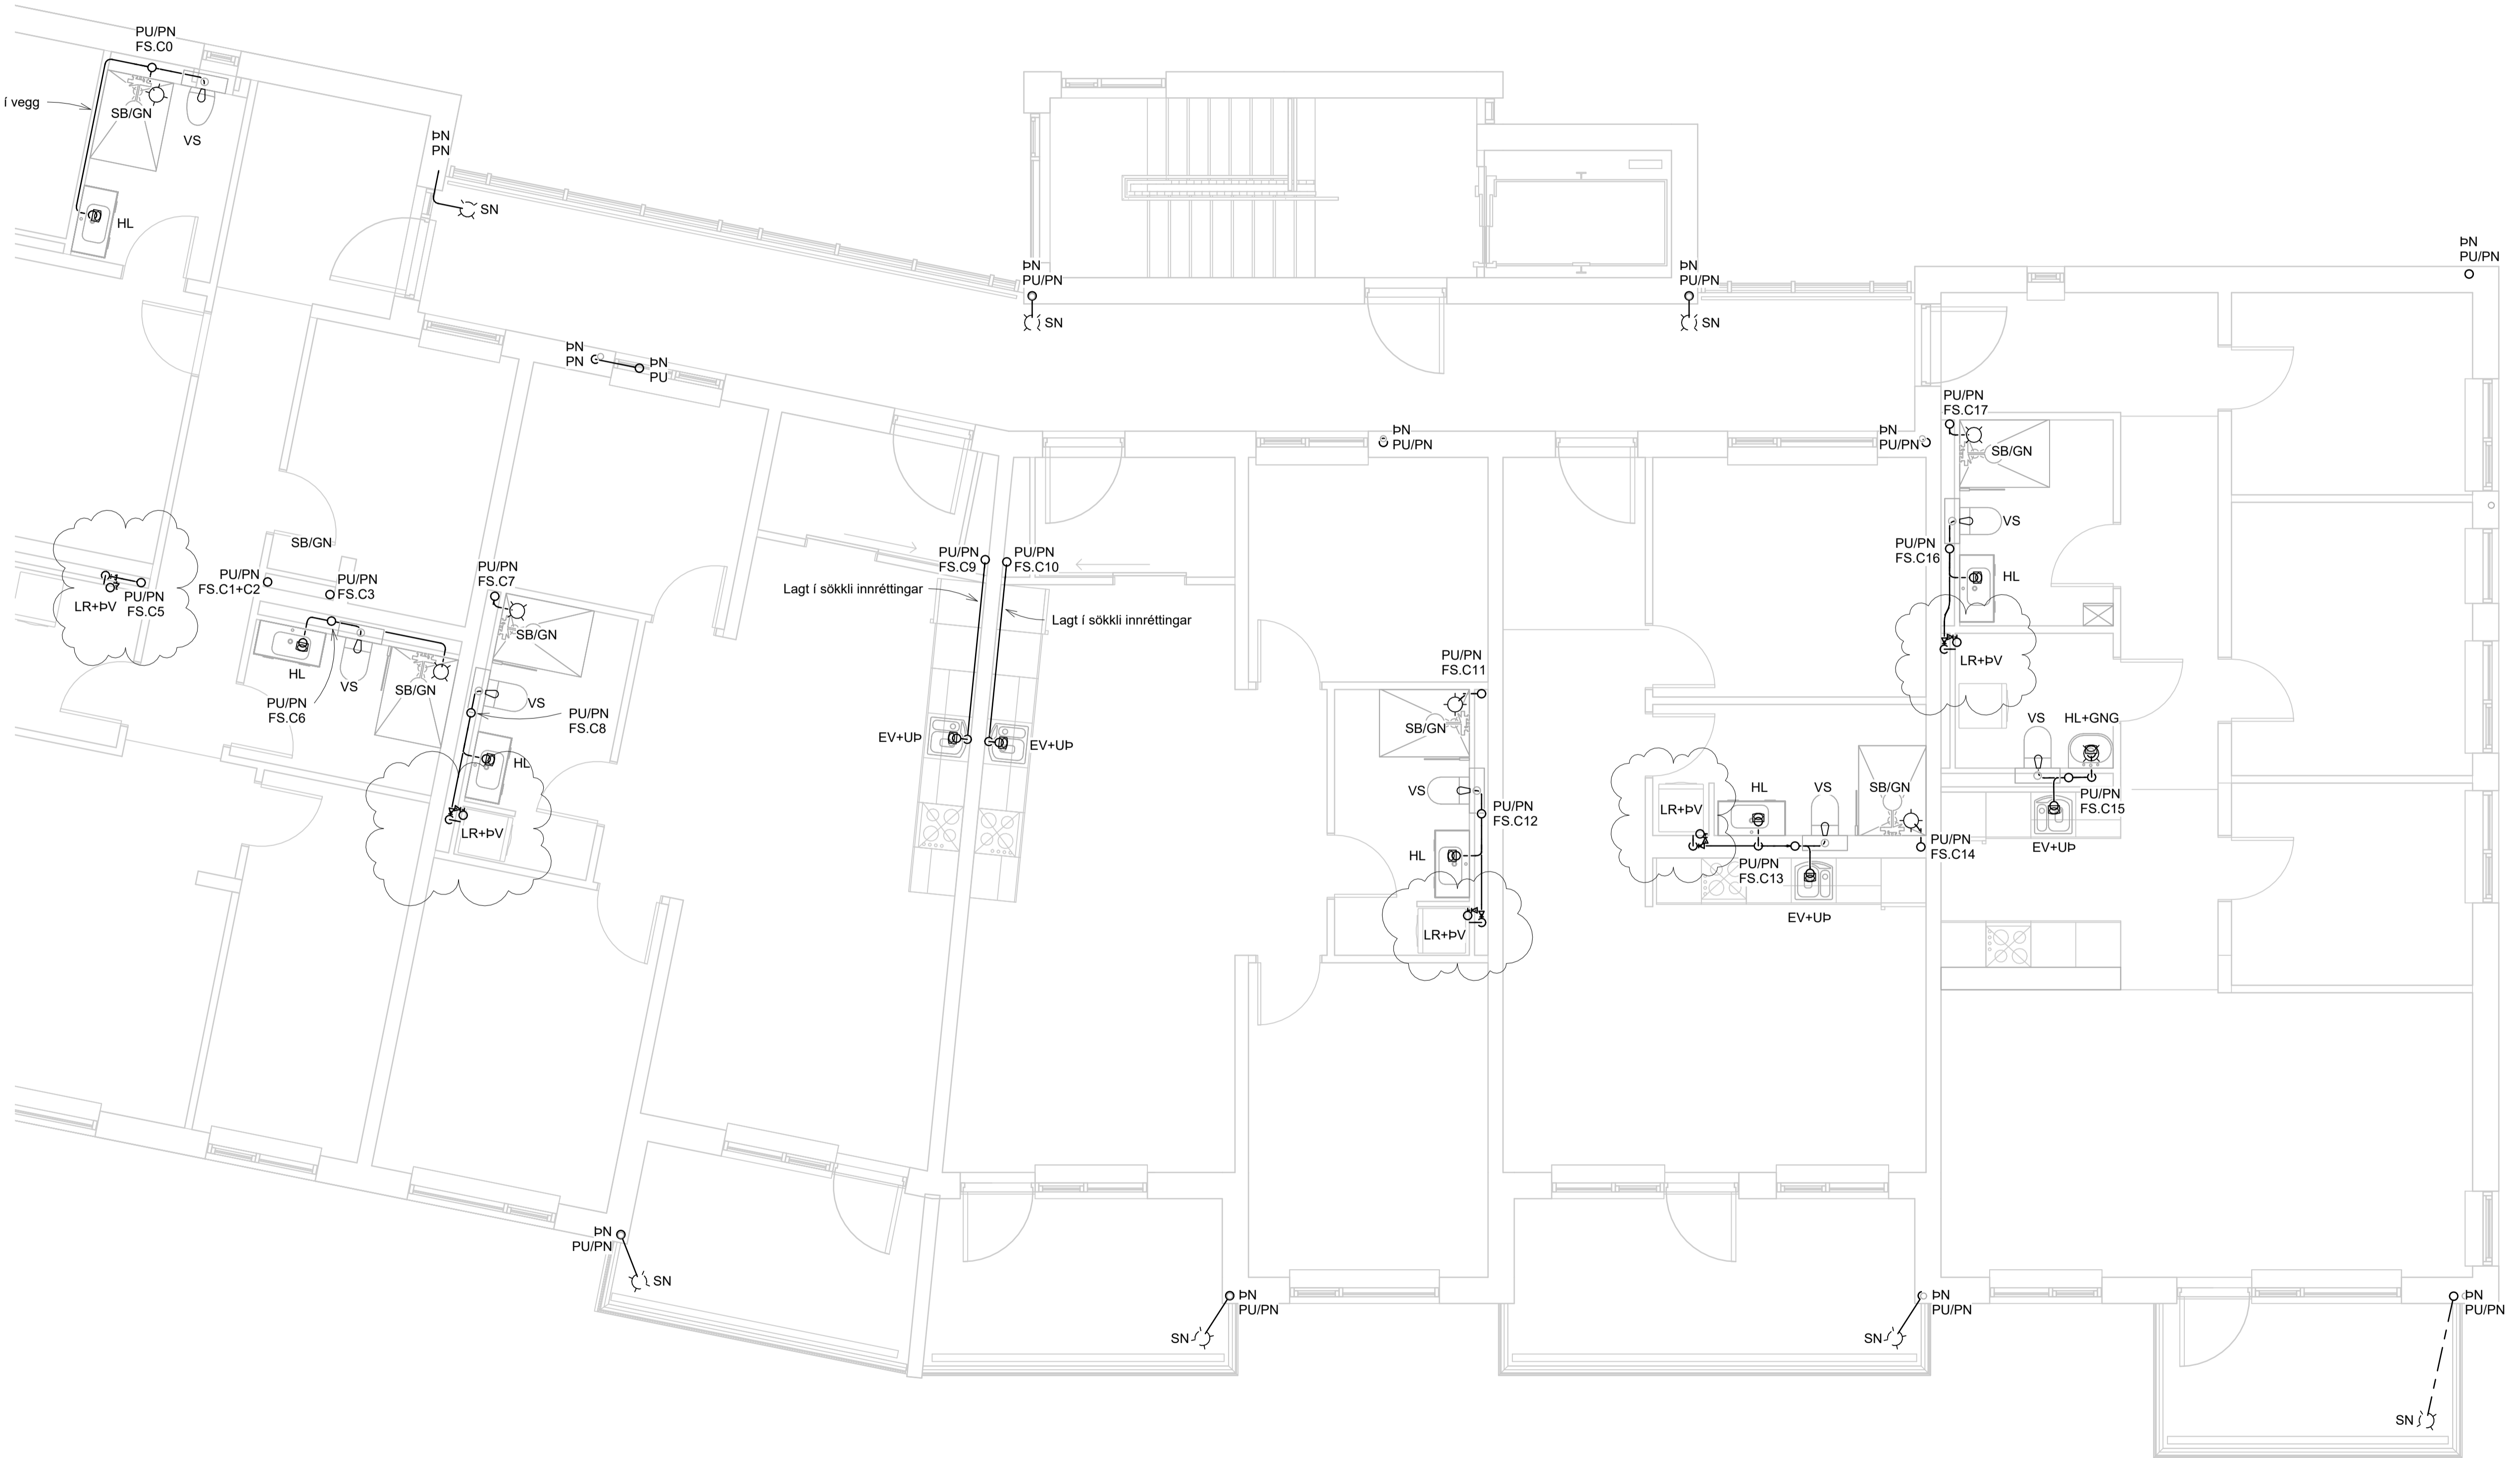 PU/PN
FS.C0
í vegg
SB/GN
VS
HL
ÞN
PN
SN
ÞN
PU/PN
SN
ÞN
PU/PN
SN
ÞN
PU/PN
ÞN
PN
ÞN
PU
ÞN
PU/PN
ÞN
PU/PN
PU/PN
FS.C17
SB/GN
VS
PU/PN
FS.C16
HL
LR+ÞV
SB/GN
PU/PN
FS.C1+C2
PU/PN
FS.C3
PU/PN
FS.C5
LR+ÞV
PU/PN
FS.C7
SB/GN
HL
VS
SB/GN
PU/PN
FS.C6
VS
PU/PN
FS.C8
HL
LR+ÞV
PU/PN
FS.C9
PU/PN
FS.C10
Lagt í sökkli innréttingar
Lagt í sökkli innréttingar
EV+UÞ
EV+UÞ
PU/PN
FS.C11
SB/GN
VS
PU/PN
FS.C12
HL
LR+ÞV
LR+ÞV
HL
VS
SB/GN
PU/PN
FS.C13
PU/PN
FS.C14
EV+UÞ
VS
HL+GNG
PU/PN
FS.C15
EV+UÞ
ÞN
PU/PN
SN
ÞN
PU/PN
SN
ÞN
PU/PN
SN
ÞN
PU/PN
SN